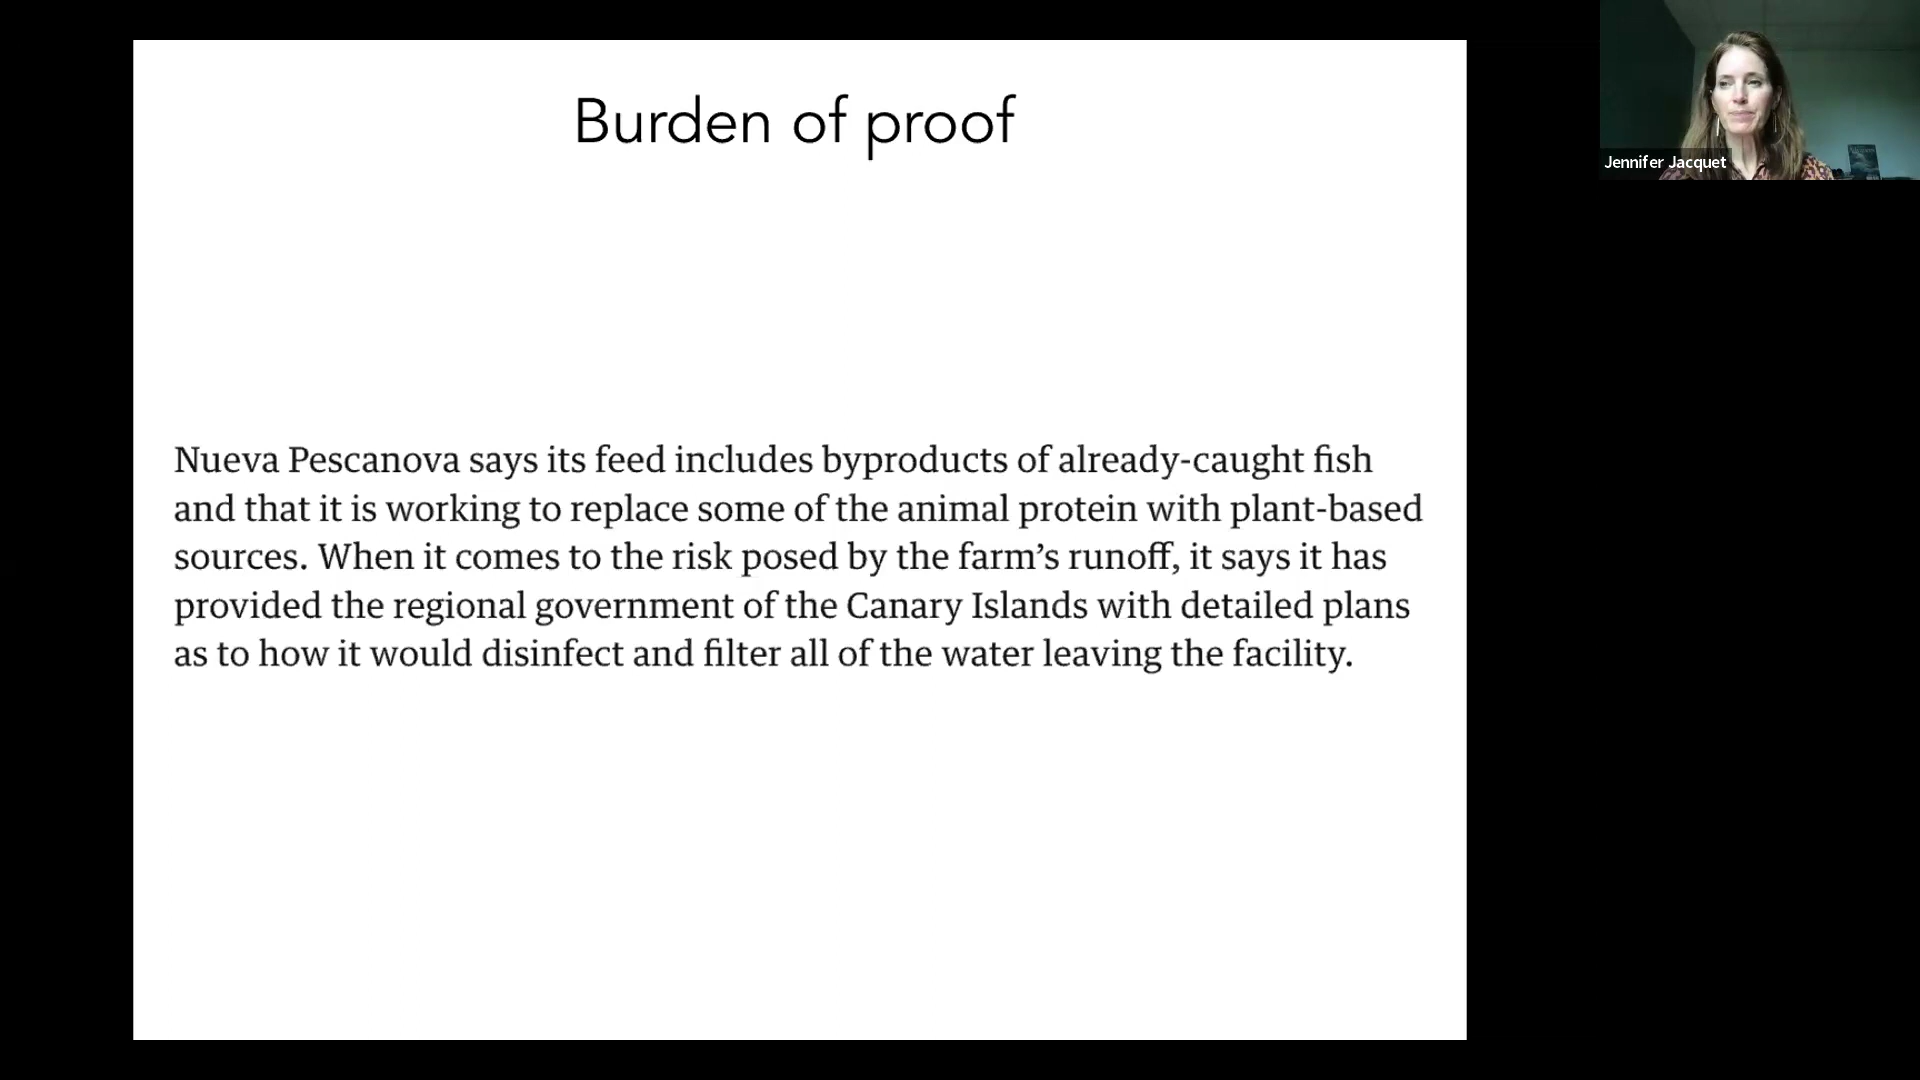 Burden of proof
Jennifer Jacquet
Nueva Pescanova says its feed includes byproducts of already-caught fish
and that it is working to replace some of the animal protein with plant-based
sources. When it comes to the risk posed by the farm’s runoff, it says it has
provided the regional government of the Canary Islands with detailed plans
as to how it would disinfect and filter all of the water leaving the facility.